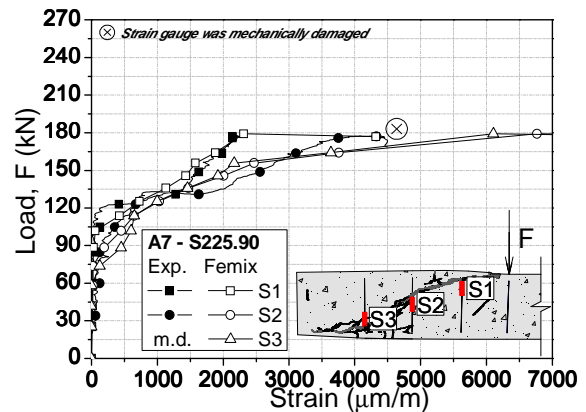 ⊗ Strain gauge was mechanically damaged
Load, F (kN)
270
240
210
180
150
120
90
60
30
0
A7 - S225.90
Exp. Femix
S1
S2
m.d. S3
F
S1
S2
S3
0 1000 2000 3000 4000 5000 6000 7000
Strain (μm/m)